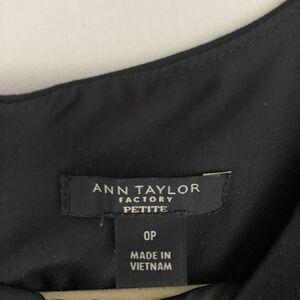 ANN TAYLOR
FACTORY
PETITE
0P
MADE IN
VIETNAM